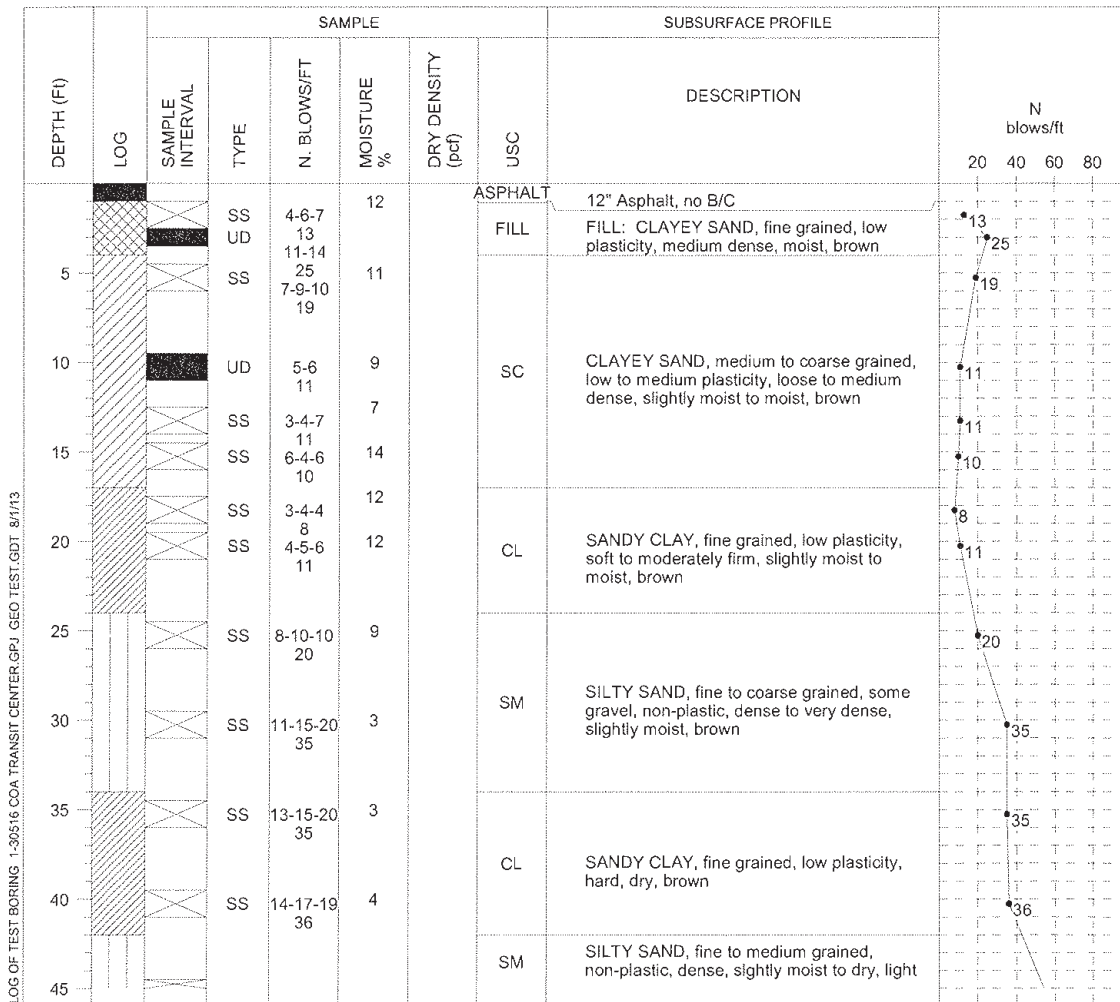 SAMPLE
SUBSURFACE PROFILE
DEPTH (Ft)
LOG
SAMPLE
INTERVAL
TYPE
N. BLOWS/FT
MOISTURE
%
DRY DENSITY
(pcf)
USC
DESCRIPTION
N
blows/ft
20 40 60 80
ASPHALT
12" Asphalt, no B/C
12
SS 4-6-7
13
13
FILL
FILL: CLAYEY SAND, fine grained, low
plasticity, medium dense, moist, brown
UD
11-14
25
25
5
SS
7-9-10
19
11
19
10
UD 5-6
11
9
11
SC
CLAYEY SAND, medium to coarse grained,
low to medium plasticity, loose to medium
dense, slightly moist to moist, brown
7
SS 3-4-7
11
11
15
SS 6-4-6
10
14
10
12
SS 3-4-4
8
8
20
SS 4-5-6
11
12
11
CL
SANDY CLAY, fine grained, low plasticity,
soft to moderately firm, slightly moist to
moist, brown
25
SS 8-10-10
20
9
20
SM
SILTY SAND, fine to coarse grained, some
gravel, non-plastic, dense to very dense,
slightly moist, brown
30
SS 11-15-20
35
3
35
35
SS 13-15-20
35
3
35
CL
SANDY CLAY, fine grained, low plasticity,
hard, dry, brown
40
SS 14-17-19
36
4
36
SM
SILTY SAND, fine to medium grained,
non-plastic, dense, slightly moist to dry, light
45
20 40 60 80
LOG OF TEST BORING 1-30516 COA TRANSIT CENTER.GPJ GEO TEST.GDT 8/1/13